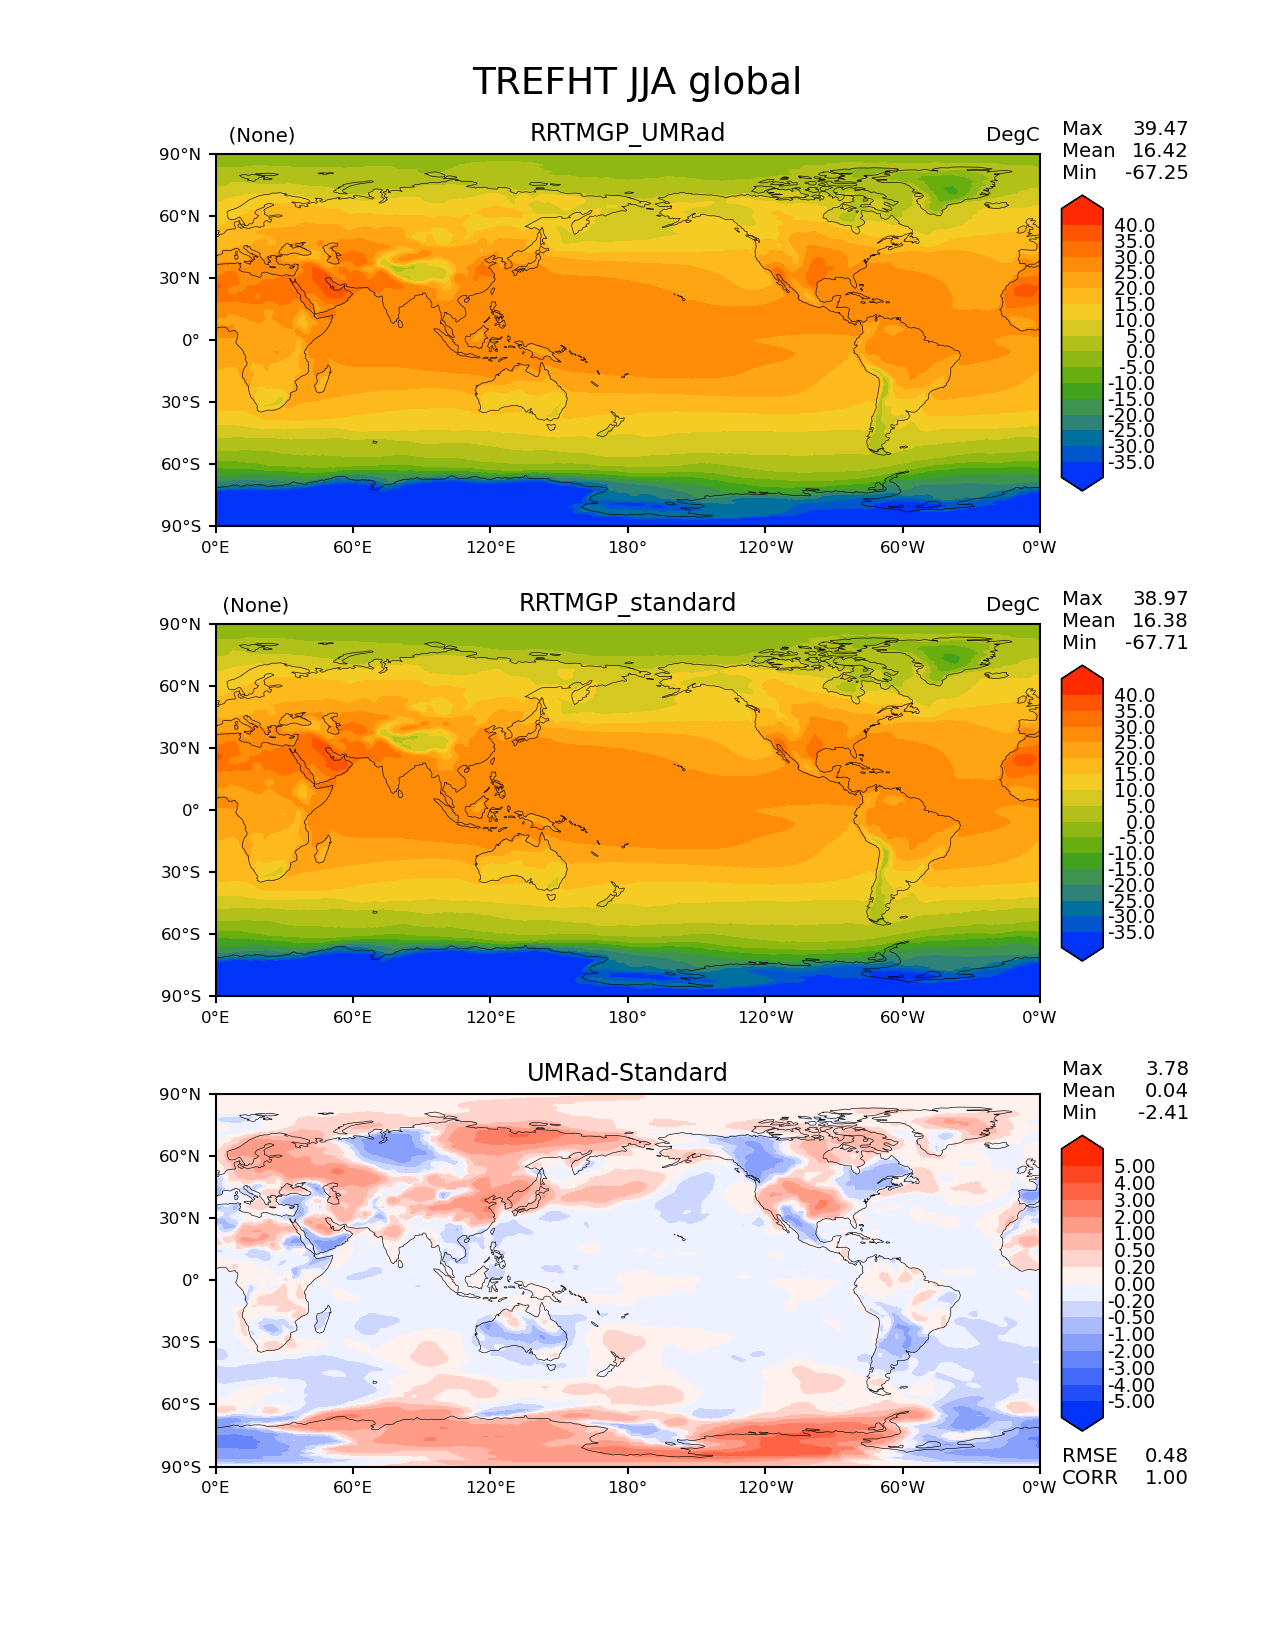 TREFHT JJA global
(None) RRTMGP_UMRad DegC
Max 39.47
Mean 16.42
Min -67.25
90°N
60°N
30°N
0°
30°S
60°S
90°S
0°E 60°E 120°E 180° 120°W 60°W 0°W
40.0
35.0
30.0
25.0
20.0
15.0
10.0
5.0
0.0
-5.0
-10.0
-15.0
-20.0
-25.0
-30.0
-35.0
(None) RRTMGP_standard DegC
Max 38.97
Mean 16.38
Min -67.71
90°N
60°N
30°N
0°
30°S
60°S
90°S
0°E 60°E 120°E 180° 120°W 60°W 0°W
40.0
35.0
30.0
25.0
20.0
15.0
10.0
5.0
0.0
-5.0
-10.0
-15.0
-20.0
-25.0
-30.0
-35.0
UMRad-Standard
Max 3.78
Mean 0.04
Min -2.41
90°N
60°N
30°N
0°
30°S
60°S
90°S
0°E 60°E 120°E 180° 120°W 60°W 0°W
5.00
4.00
3.00
2.00
1.00
0.50
0.20
0.00
-0.20
-0.50
-1.00
-2.00
-3.00
-4.00
-5.00
RMSE 0.48
CORR 1.00